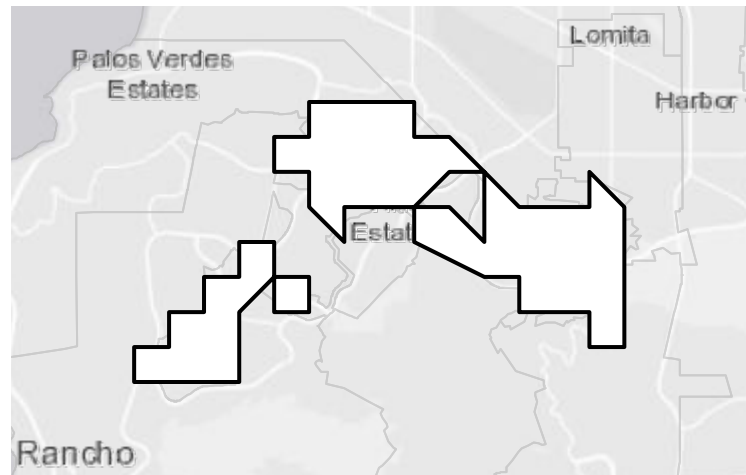 Lomita
Palos Verdes
Estates
Harbor
Estat
Rancho